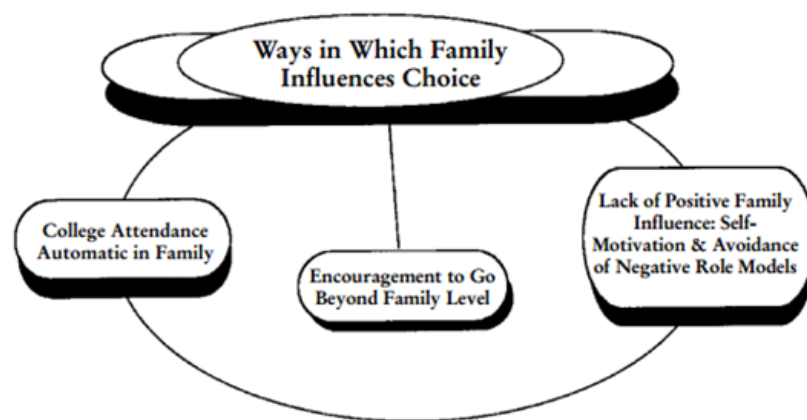 Ways in Which Family
Influences Choice
College Attendance
Automatic in Family
Encouragement to Go
Beyond Family Level
Lack of Positive Family
Influence: Self-
Motivation & Avoidance
of Negative Role Models